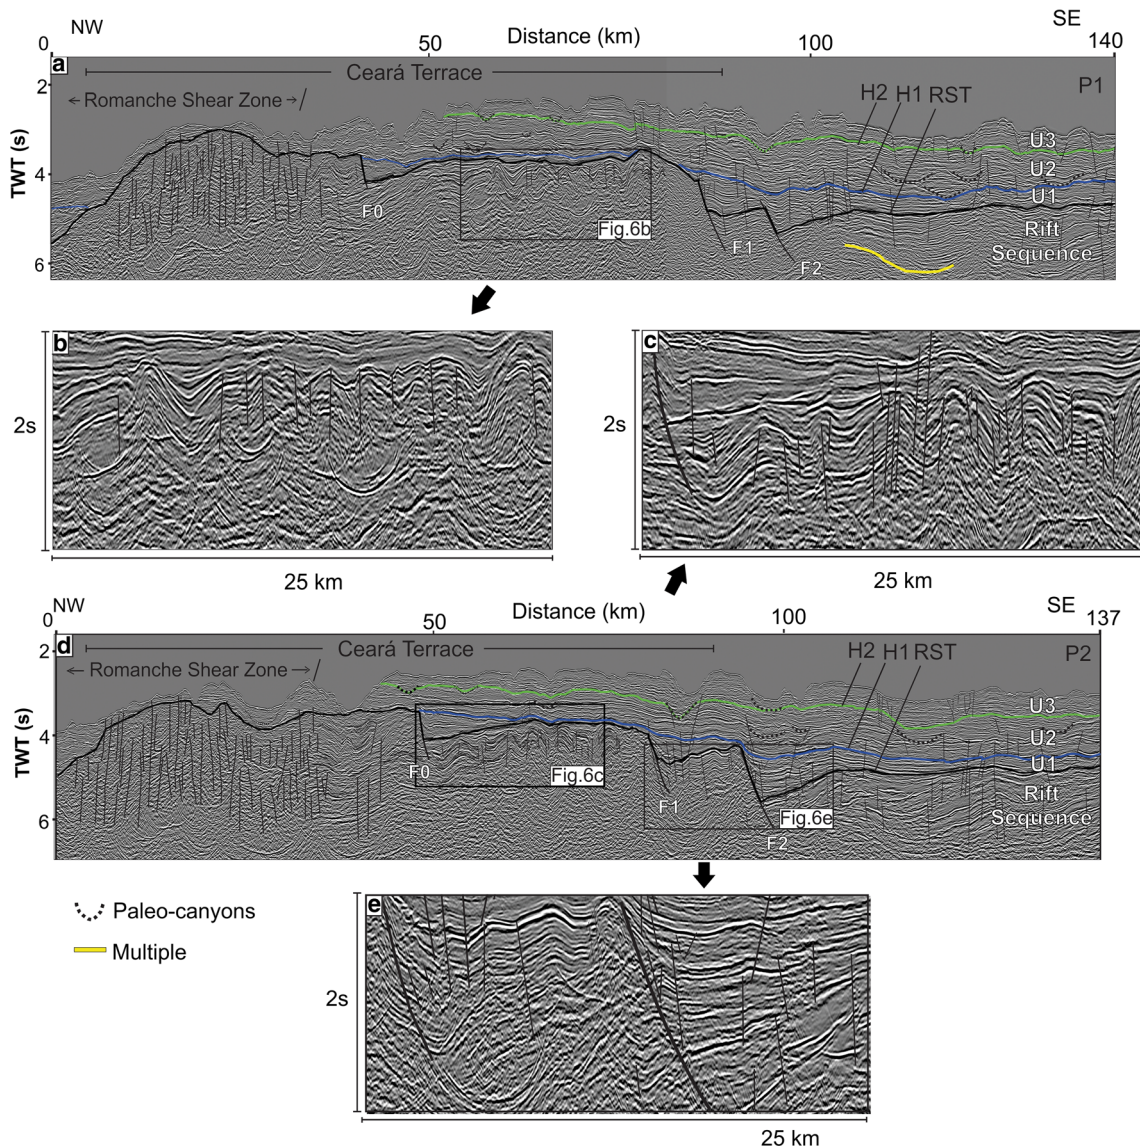 NW
Distance (km)
SE
0
50
100
140
a
Ceará Terrace
P1
2
← Romanche Shear Zone →/
H2 H1 RST
U3
U2
U1
4
TWT (s)
F0
Fig.6b
Rift
Sequence
F1
F2
6
b
c
2s
2s
25 km
25 km
NW
Distance (km)
SE
0
50
100
137
d
Ceará Terrace
P2
2
← Romanche Shear Zone →/
H2 H1 RST
U3
U2
U1
4
TWT (s)
F0
Fig.6c
Rift
Sequence
F1
Fig.6e
F2
6
Paleo-canyons
Multiple
e
2s
25 km